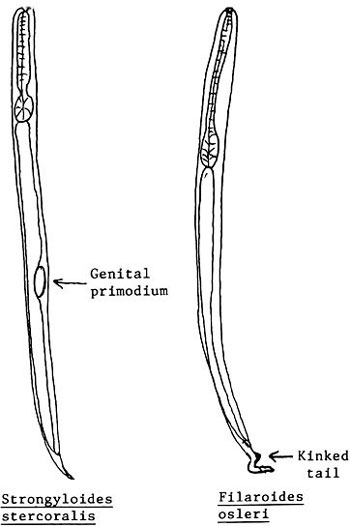 Genital
primodium
Kinked
tail
Strongyloides
stercoralis
Filaroides
osleri